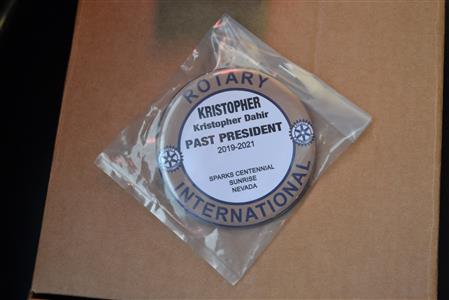 ROTARY
KRISTOPHER
Kristopher Dahir
PAST PRESIDENT
2019-2021
SPARKS CENTENNIAL
SUNRISE
NEVADA
INTERNATIONAL